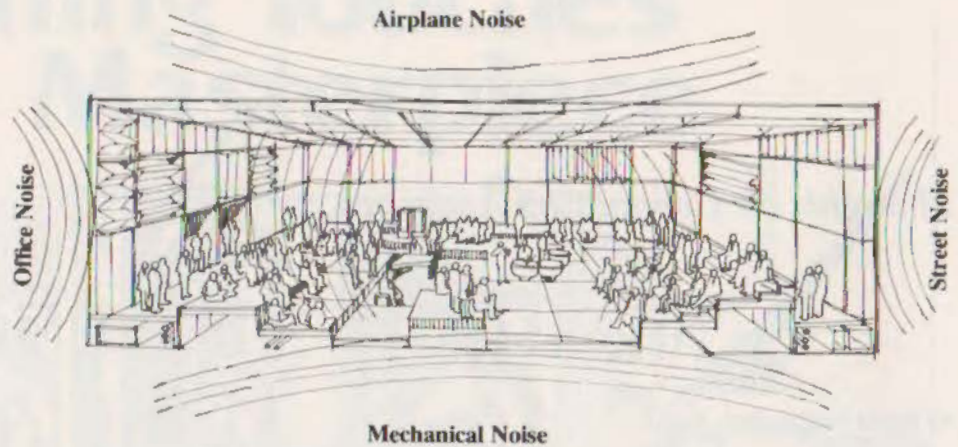 Airplane Noise
Office Noise
Street Noise
Mechanical Noise